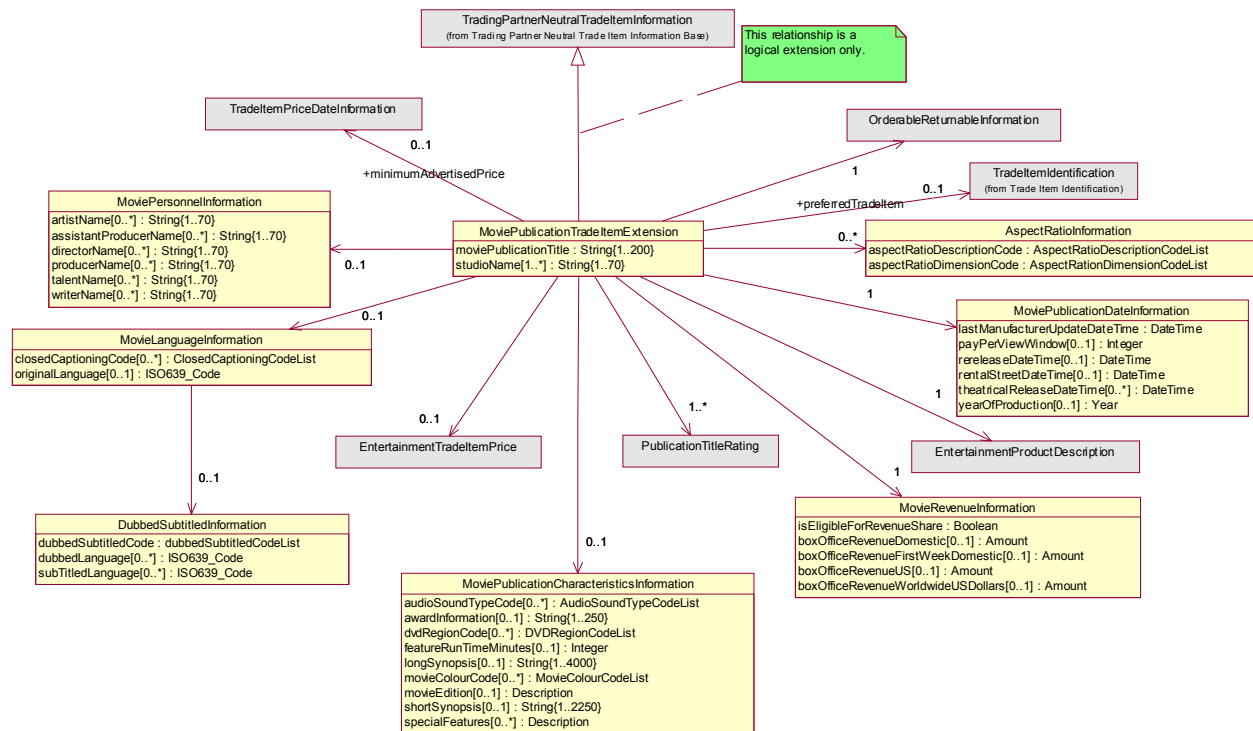 TradingPartnerNeutralTradeItemInformation
(from Trading Partner Neutral Trade Item Information Base)
This relationship is a
logical extension only.
TradeItemPriceDateInformation
0..1
+minimumAdvertisedPrice
OrderableReturnableInformation
1
TradeItemIdentification
(from Trade Item Identification)
0..1
+preferredTradeItem
MoviePersonnelInformation
artistName[0..*] : String{1..70}
assistantProducerName[0..*] : String{1..70}
directorName[0..*] : String{1..70}
producerName[0..*] : String{1..70}
talentName[0..*] : String{1..70}
writerName[0..*] : String{1..70}
0..1
MoviePublicationTradeItemExtension
moviePublicationTitle : String{1..200}
studioName[1..*] : String{1..70}
0..*
AspectRatioInformation
aspectRatioDescriptionCode : AspectRatioDescriptionCodeList
aspectRatioDimensionCode : AspectRationDimensionCodeList
1
MoviePublicationDateInformation
lastManufacturerUpdateDateTime : DateTime
payPerViewWindow[0..1] : Integer
rereleaseDateTime[0..1] : DateTime
rentalStreetDateTime[0..1] : DateTime
theatricalReleaseDateTime[0..*] : DateTime
yearOfProduction[0..1] : Year
0..1
MovieLanguageInformation
closedCaptioningCode[0..*] : ClosedCaptioningCodeList
originalLanguage[0..1] : ISO639_Code
0..1
EntertainmentTradeItemPrice
1..*
PublicationTitleRating
1
EntertainmentProductDescription
0..1
DubbedSubtitledInformation
dubbedSubtitledCode : dubbedSubtitledCodeList
dubbedLanguage[0..*] : ISO639_Code
subTitledLanguage[0..*] : ISO639_Code
1
MovieRevenueInformation
isEligibleForRevenueShare : Boolean
boxOfficeRevenueDomestic[0..1] : Amount
boxOfficeRevenueFirstWeekDomestic[0..1] : Amount
boxOfficeRevenueUS[0..1] : Amount
boxOfficeRevenueWorldwideUSDollars[0..1] : Amount
0..1
MoviePublicationCharacteristicsInformation
audioSoundTypeCode[0..*] : AudioSoundTypeCodeList
awardInformation[0..1] : String{1..250}
dvdRegionCode[0..*] : DVDRegionCodeList
featureRunTimeMinutes[0..1] : Integer
longSynopsis[0..1] : String{1..4000}
movieColourCode[0..*] : MovieColourCodeList
movieEdition[0..1] : Description
shortSynopsis[0..1] : String{1..2250}
specialFeatures[0..*] : Description